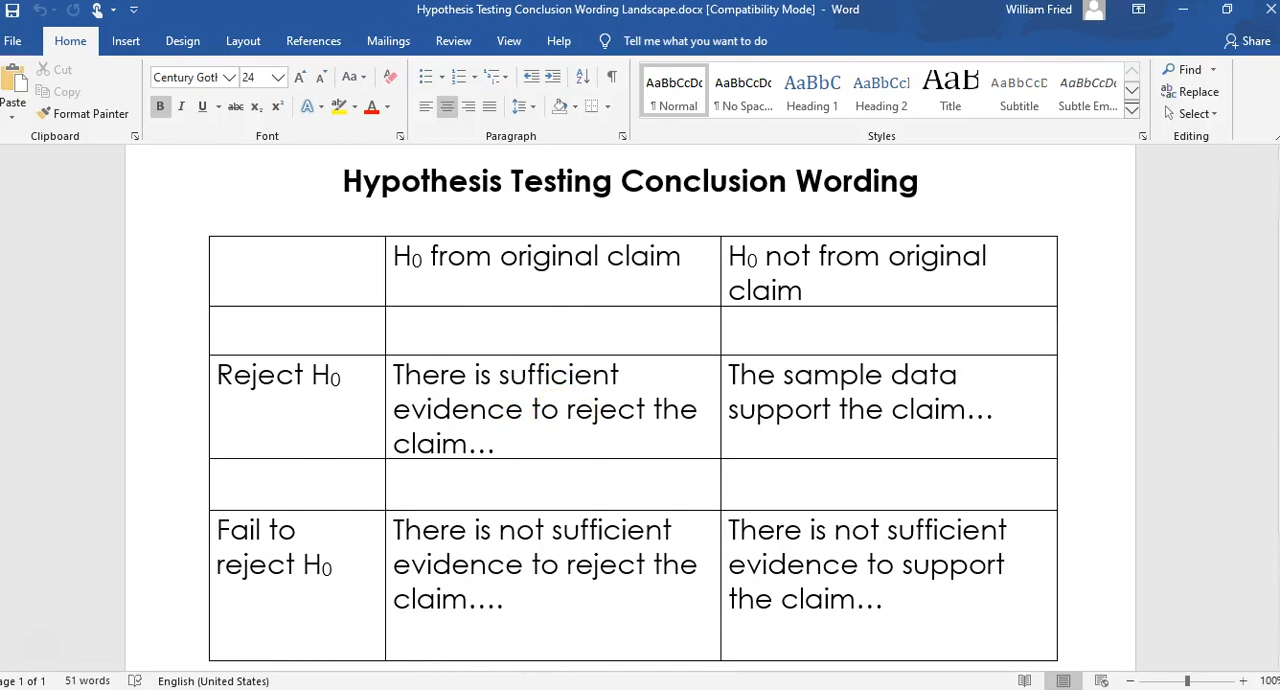 Hypothesis Testing Conclusion Wording Landscape.docx [Compatibility Mode] - Word
William Fried
File Home Insert Design Layout References Mailings Review View Help Tell me what you want to do Share
Paste
Cut
Copy
Format Painter
Clipboard
Century Goth 24
Font
Paragraph
AaBbCcDc AaBbCcDc AaBbC AaBbCcl AaB AaBbCcDc AaBbCcDc
¶ Normal ¶ No Spac... Heading 1 Heading 2 Title Subtitle Subtle Em...
Styles
Find
Replace
Select
Editing
Hypothesis Testing Conclusion Wording
H₀ from original claim
H₀ not from original
claim
Reject H₀
There is sufficient
evidence to reject the
claim…
The sample data
support the claim…
Fail to
reject H₀
There is not sufficient
evidence to reject the
claim….
There is not sufficient
evidence to support
the claim…
age 1 of 1 51 words English (United States) 100%